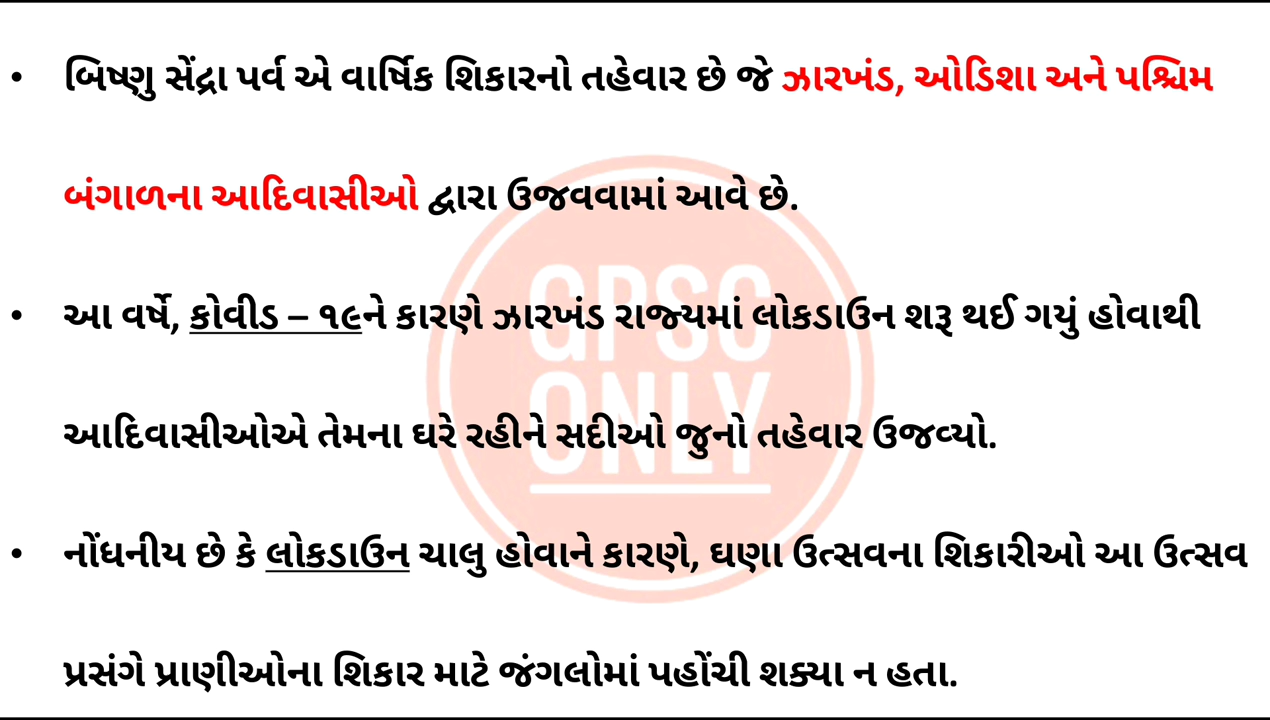 • બિષ્ણુ સેંદ્રા પર્વ એ વાર્ષિક શિકારનો તહેવાર છે જે ઝારખંડ, ઓડિશા અને પશ્ચિમ
બંગાળના આદિવાસીઓ દ્વારા ઉજવવામાં આવે છે.
• આ વર્ષે, કોવીડ – ૧૯ને કારણે ઝારખંડ રાજ્યમાં લોકડાઉન શરૂ થઈ ગયું હોવાથી
આદિવાસીઓએ તેમના ઘરે રહીને સદીઓ જુનો તહેવાર ઉજવ્યો.
• નોંધનીય છે કે લોકડાઉન ચાલુ હોવાને કારણે, ઘણા ઉત્સવના શિકારીઓ આ ઉત્સવ
પ્રસંગે પ્રાણીઓના શિકાર માટે જંગલોમાં પહોંચી શક્યા ન હતા.
GPSC
ONLY